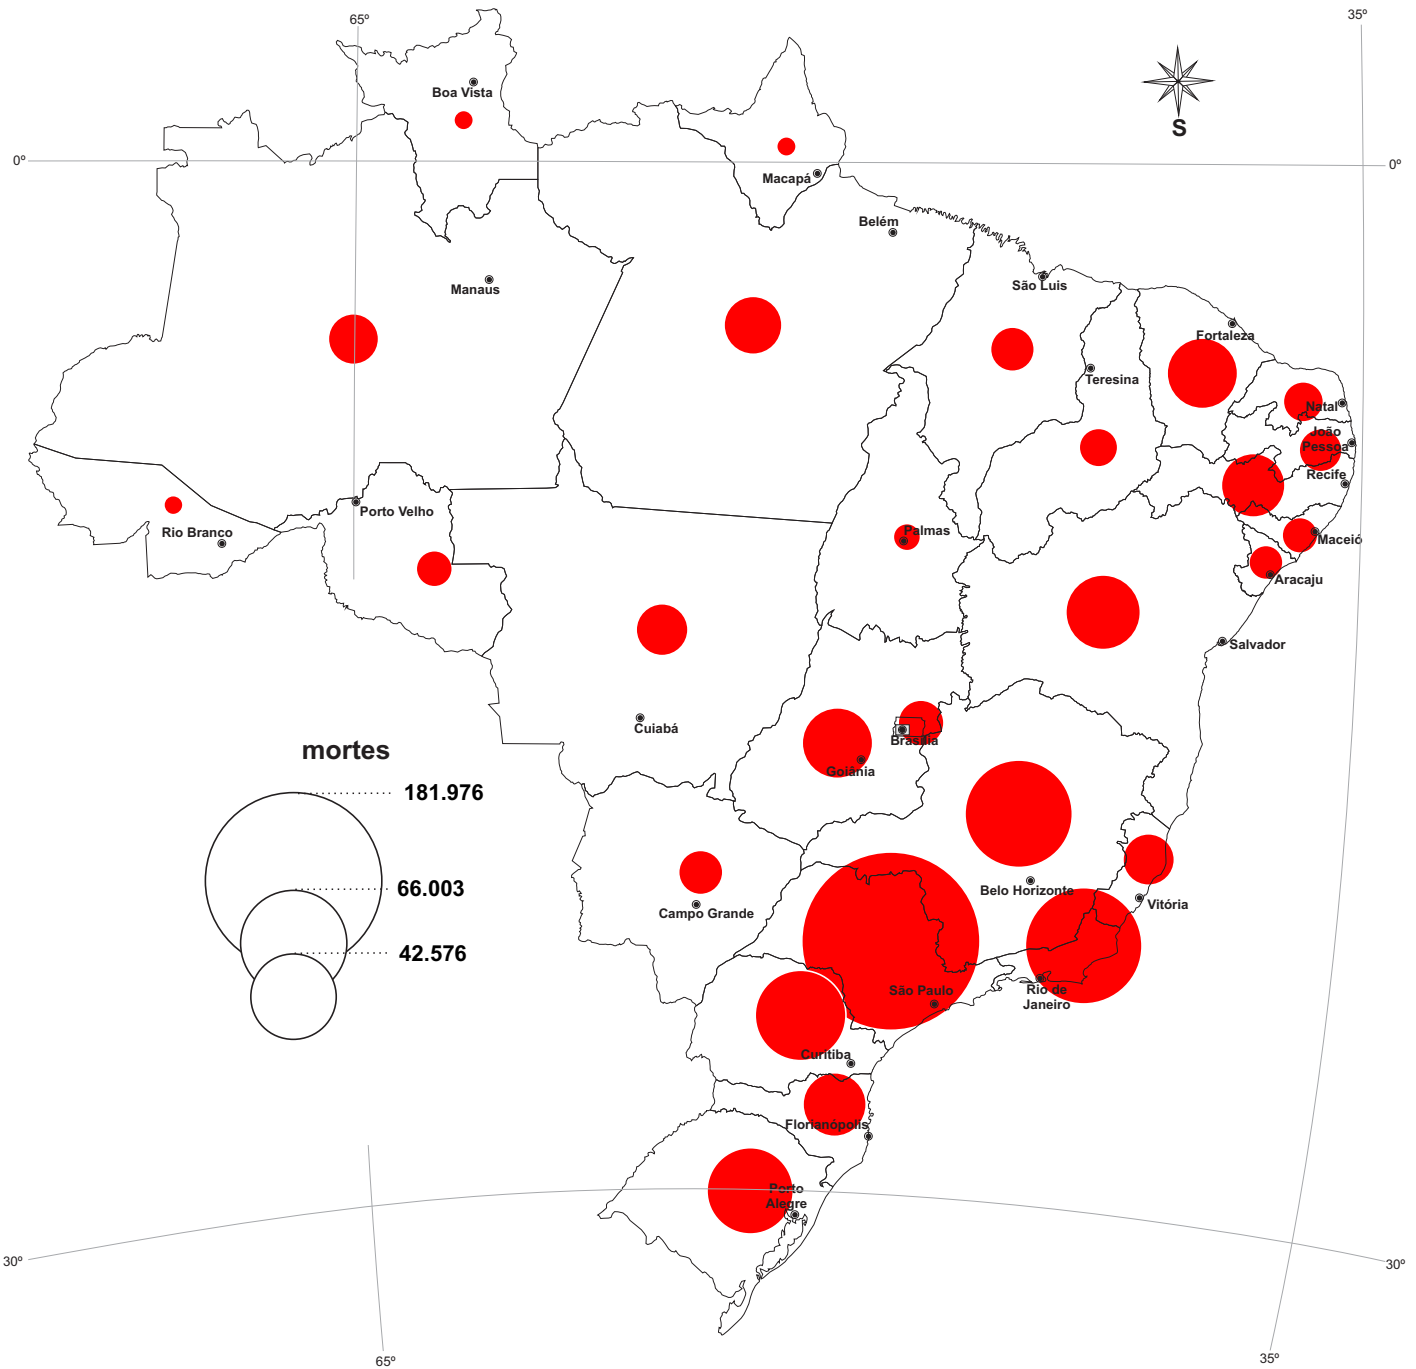 65º
35º
Boa Vista
S
0º
0º
Macapá
Belém
Manaus
São Luis
Fortaleza
Teresina
Natal
João
Pessoa
Recife
Porto Velho
Rio Branco
Palmas
Maceió
Aracaju
Salvador
Cuiabá
Brasília
Goiânia
mortes
181.976
66.003
42.576
Belo Horizonte
Campo Grande
Vitória
São Paulo
Rio de
Janeiro
Curitiba
Florianópolis
Porto
Alegre
30º
30º
65º
35º